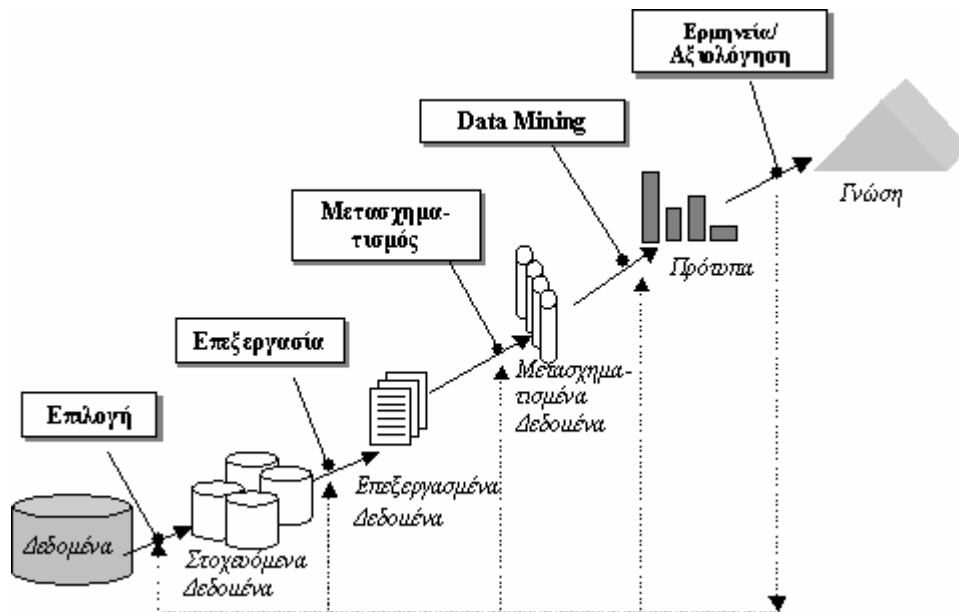 Ερμηνεία/
Αξιολόγηση
Data Mining
Γνώση
Μετασχημα-
τισμός
Πρότυπα
Επεξεργασία
Μετασχημα-
τισμένα
Δεδομένα
Επιλογή
Επεξεργασμένα
Δεδομένα
Δεδομένα
Στοχευόμενα
Δεδομένα